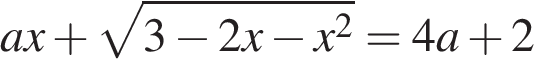 ax + √(3 − 2x − x²) = 4a + 2